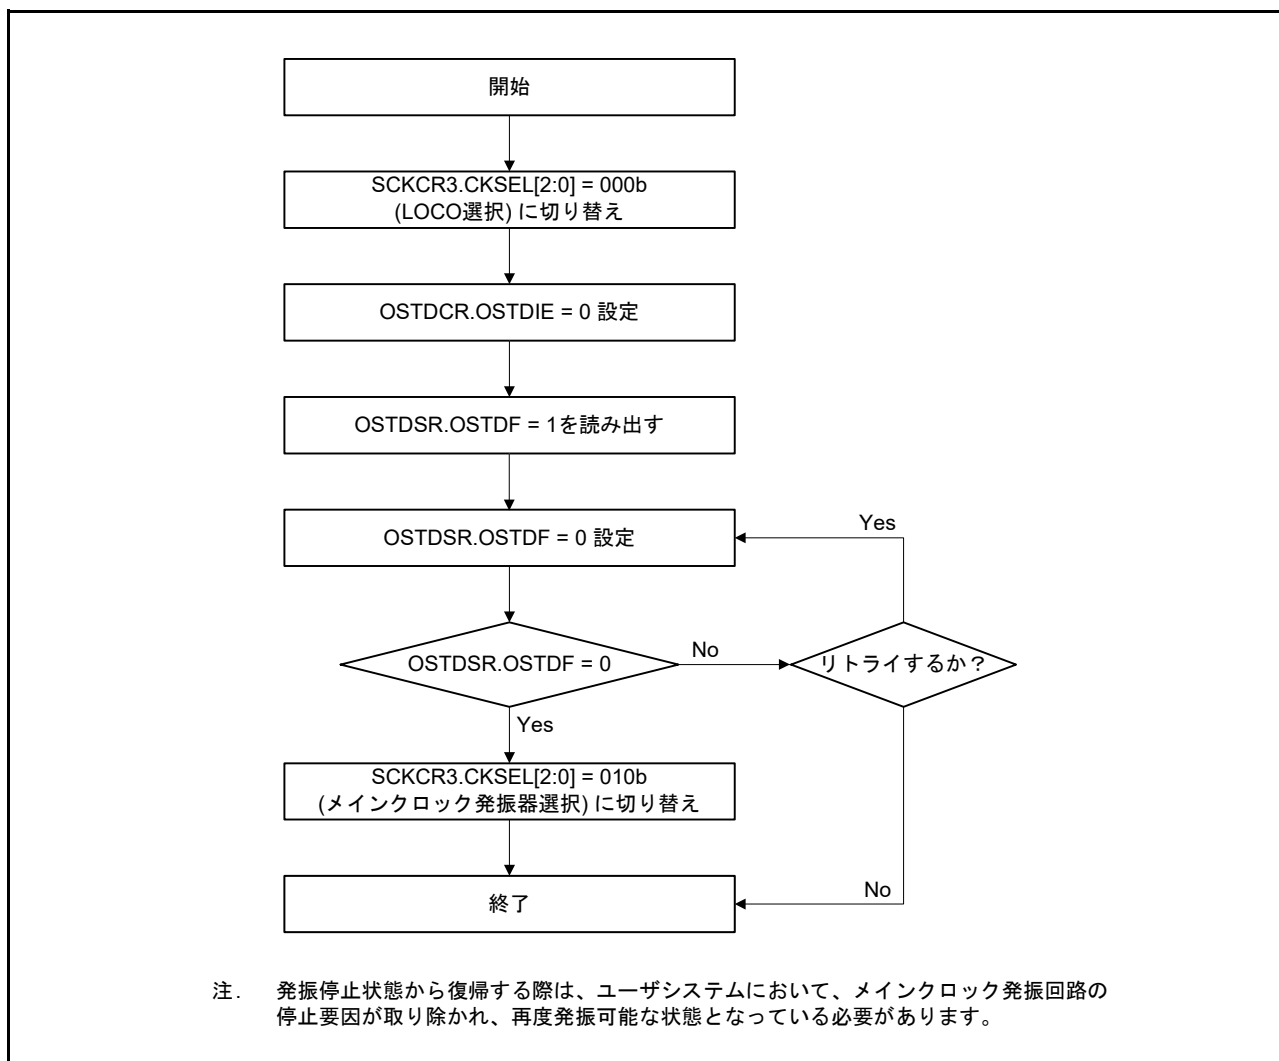 開始
SCKCR3.CKSEL[2:0] = 000b
(LOCO選択) に切り替え
OSTDCR.OSTDIE = 0 設定
OSTDSR.OSTDF = 1を読み出す
OSTDSR.OSTDF = 0 設定
Yes
OSTDSR.OSTDF = 0
No
リトライするか？
Yes
SCKCR3.CKSEL[2:0] = 010b
(メインクロック発振器選択) に切り替え
No
終了
注. 発振停止状態から復帰する際は、ユーザシステムにおいて、メインクロック発振回路の
停止要因が取り除かれ、再度発振可能な状態となっている必要があります。